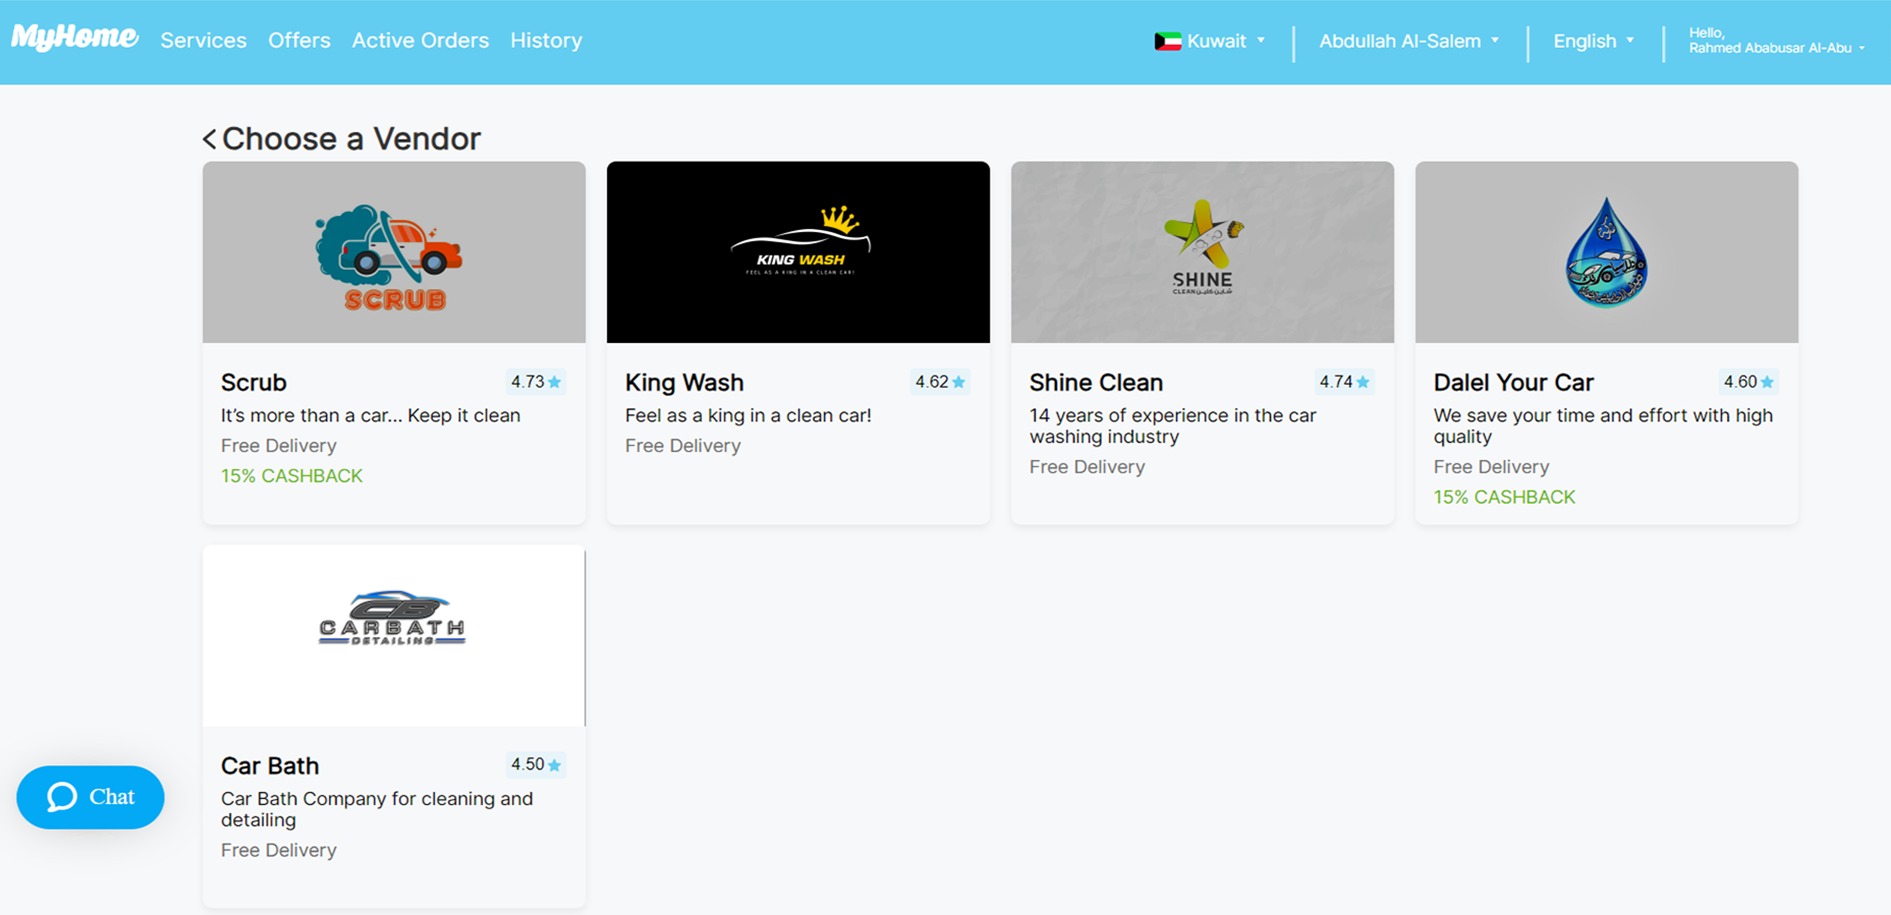 MyHome Services Offers Active Orders History Kuwait Abdullah Al-Salem English Hello,
Rahmed Ababusar Al-Abu
Choose a Vendor
SCRUB
Scrub 4.73
It's more than a car... Keep it clean
Free Delivery
15% CASHBACK
KING WASH
FEEL AS A KING IN A CLEAN CAR!
King Wash 4.62
Feel as a king in a clean car!
Free Delivery
SHINE
CLEAN شاين كلين
Shine Clean 4.74
14 years of experience in the car
washing industry
Free Delivery
Dalel Your Car 4.60
We save your time and effort with high
quality
Free Delivery
15% CASHBACK
CB
CARBATH
DETAILING
Car Bath 4.50
Car Bath Company for cleaning and
detailing
Free Delivery
Chat